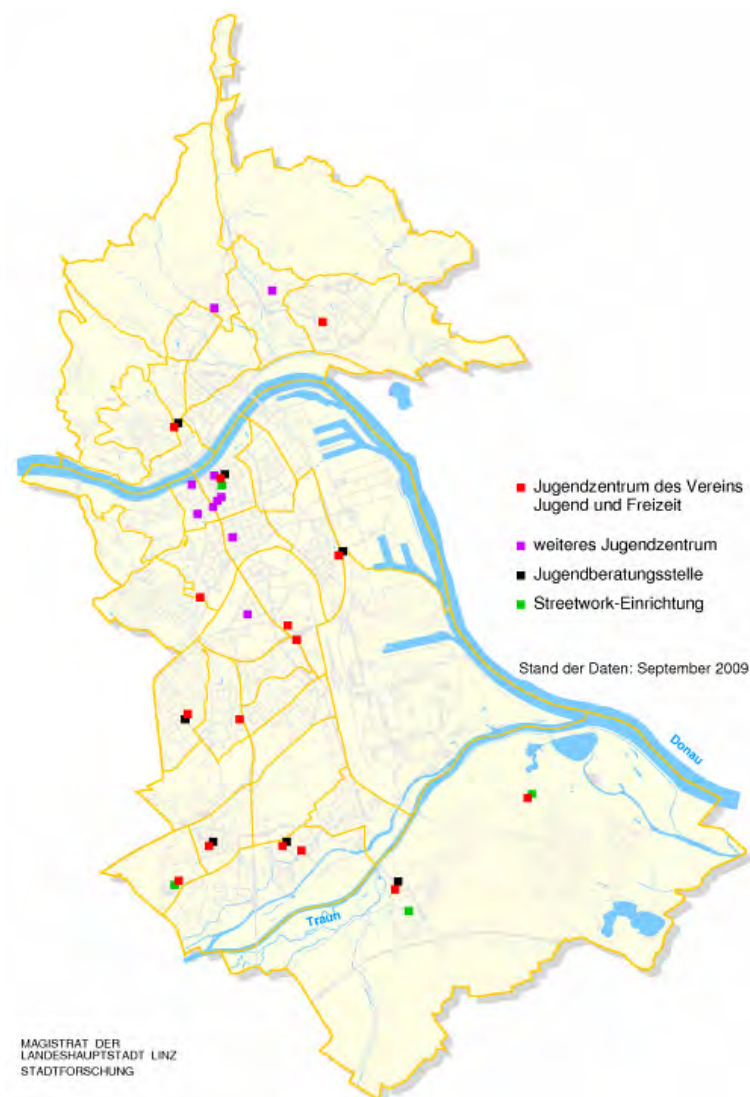 Jugendzentrum des Vereins
Jugend und Freizeit
weiteres Jugendzentrum
Jugendberatungsstelle
Streetwork-Einrichtung
Stand der Daten: September 2009
Donau
Traun
MAGISTRAT DER
LANDESHAUPTSTADT LINZ
STADTFORSCHUNG